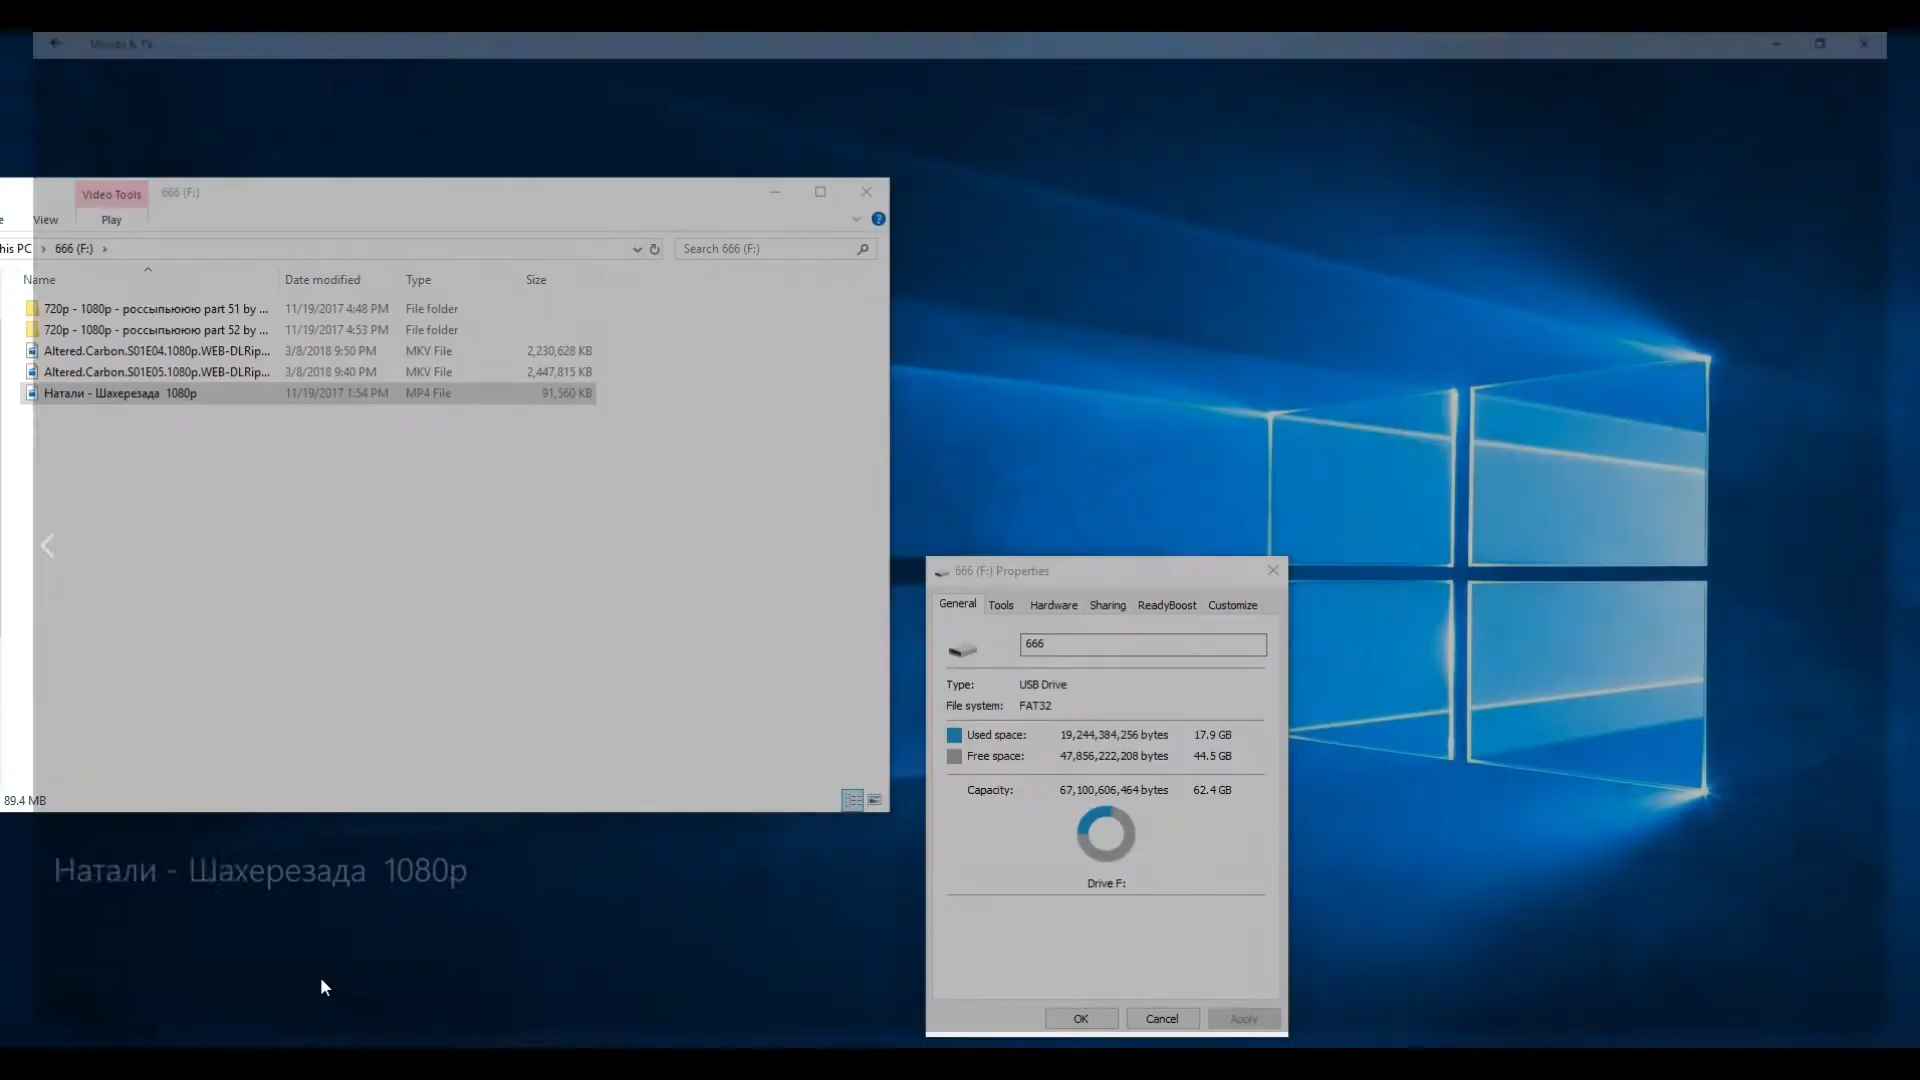 Movies & TV
Video Tools
666 (F:)
View
Play
his PC > 666 (F:) >
Search 666 (F:)
Name
Date modified
Type
Size
720p - 1080p - россыпьююю part 51 by ...
11/19/2017 4:48 PM
File folder
720p - 1080p - россыпьююю part 52 by ...
11/19/2017 4:53 PM
File folder
Altered.Carbon.S01E04.1080p.WEB-DLRip...
3/8/2018 9:50 PM
MKV File
2,230,628 KB
Altered.Carbon.S01E05.1080p.WEB-DLRip...
3/8/2018 9:40 PM
MKV File
2,447,815 KB
Натали - Шахерезада 1080p
11/19/2017 1:54 PM
MP4 File
91,560 KB
89.4 MB
Натали - Шахерезада 1080p
666 (F:) Properties
General
Tools
Hardware
Sharing
ReadyBoost
Customize
666
Type: USB Drive
File system: FAT32
Used space: 19,244,384,256 bytes 17.9 GB
Free space: 47,856,222,208 bytes 44.5 GB
Capacity: 67,100,606,464 bytes 62.4 GB
Drive F:
OK
Cancel
Apply